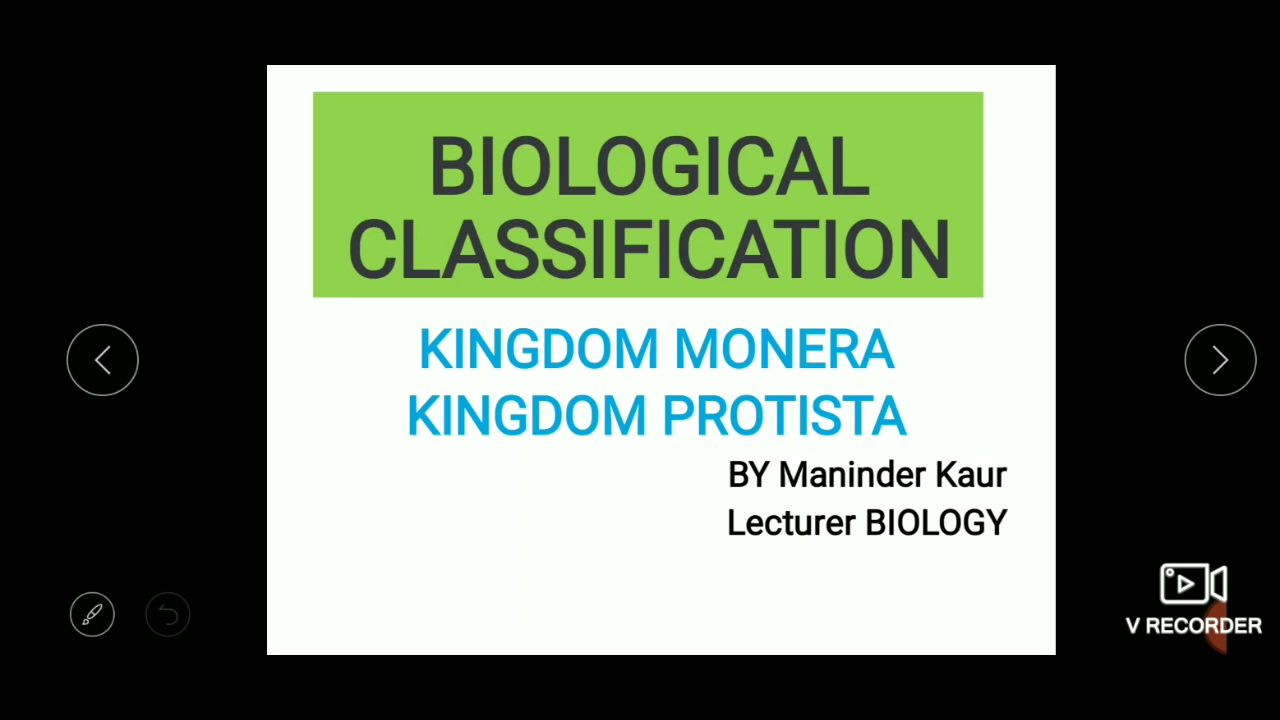 BIOLOGICAL
CLASSIFICATION
KINGDOM MONERA
KINGDOM PROTISTA
BY Maninder Kaur
Lecturer BIOLOGY
V RECORDER